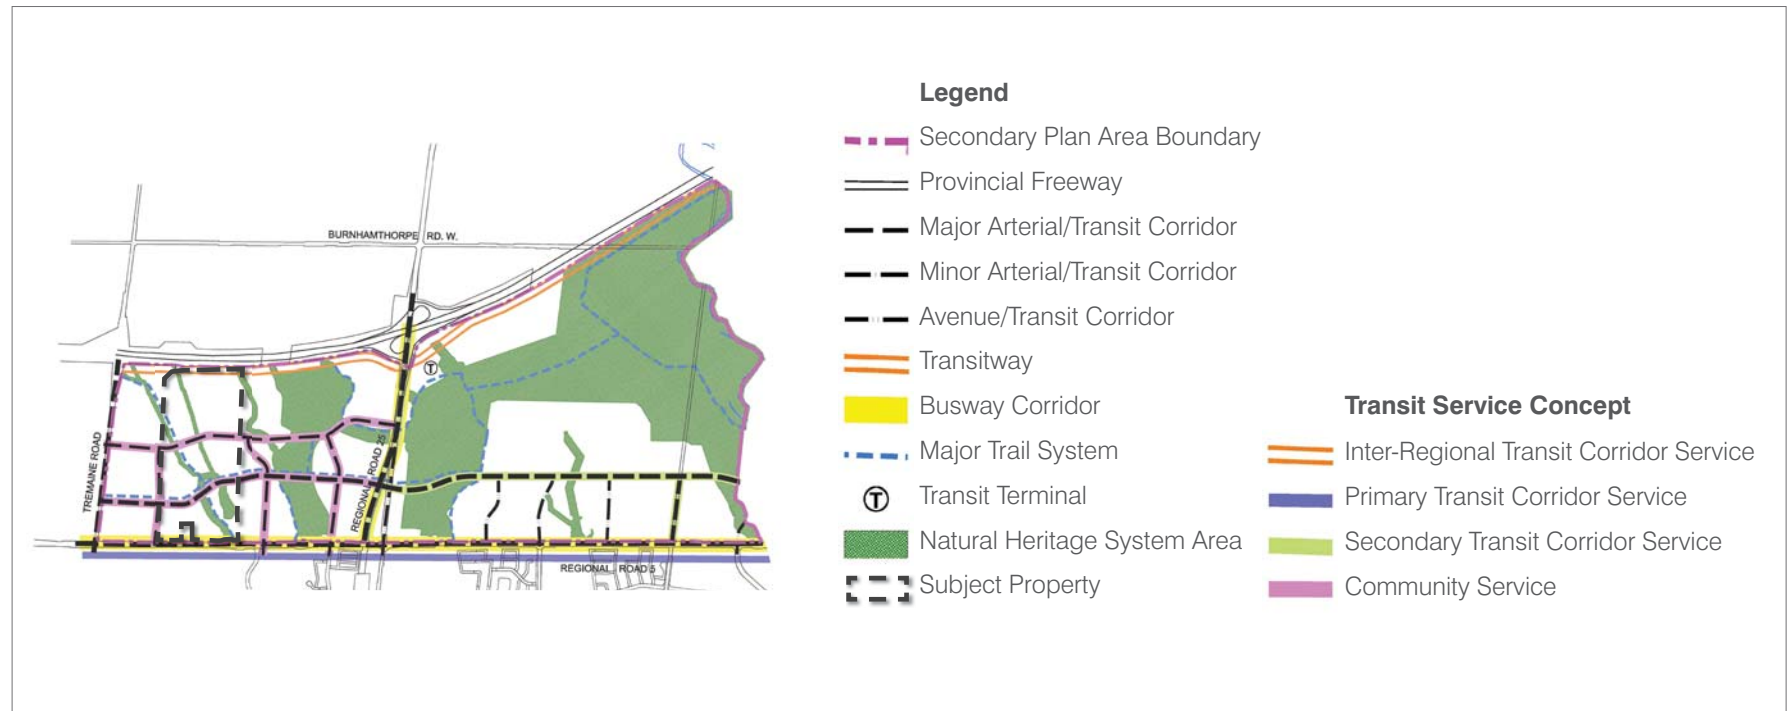 BURNHAMTHORPE RD. W.
T
TREMAINE ROAD
REGIONAL ROAD 25
REGIONAL ROAD 5
Legend
Secondary Plan Area Boundary
Provincial Freeway
Major Arterial/Transit Corridor
Minor Arterial/Transit Corridor
Avenue/Transit Corridor
Transitway
Busway Corridor
Major Trail System
T Transit Terminal
Natural Heritage System Area
Subject Property
Transit Service Concept
Inter-Regional Transit Corridor Service
Primary Transit Corridor Service
Secondary Transit Corridor Service
Community Service